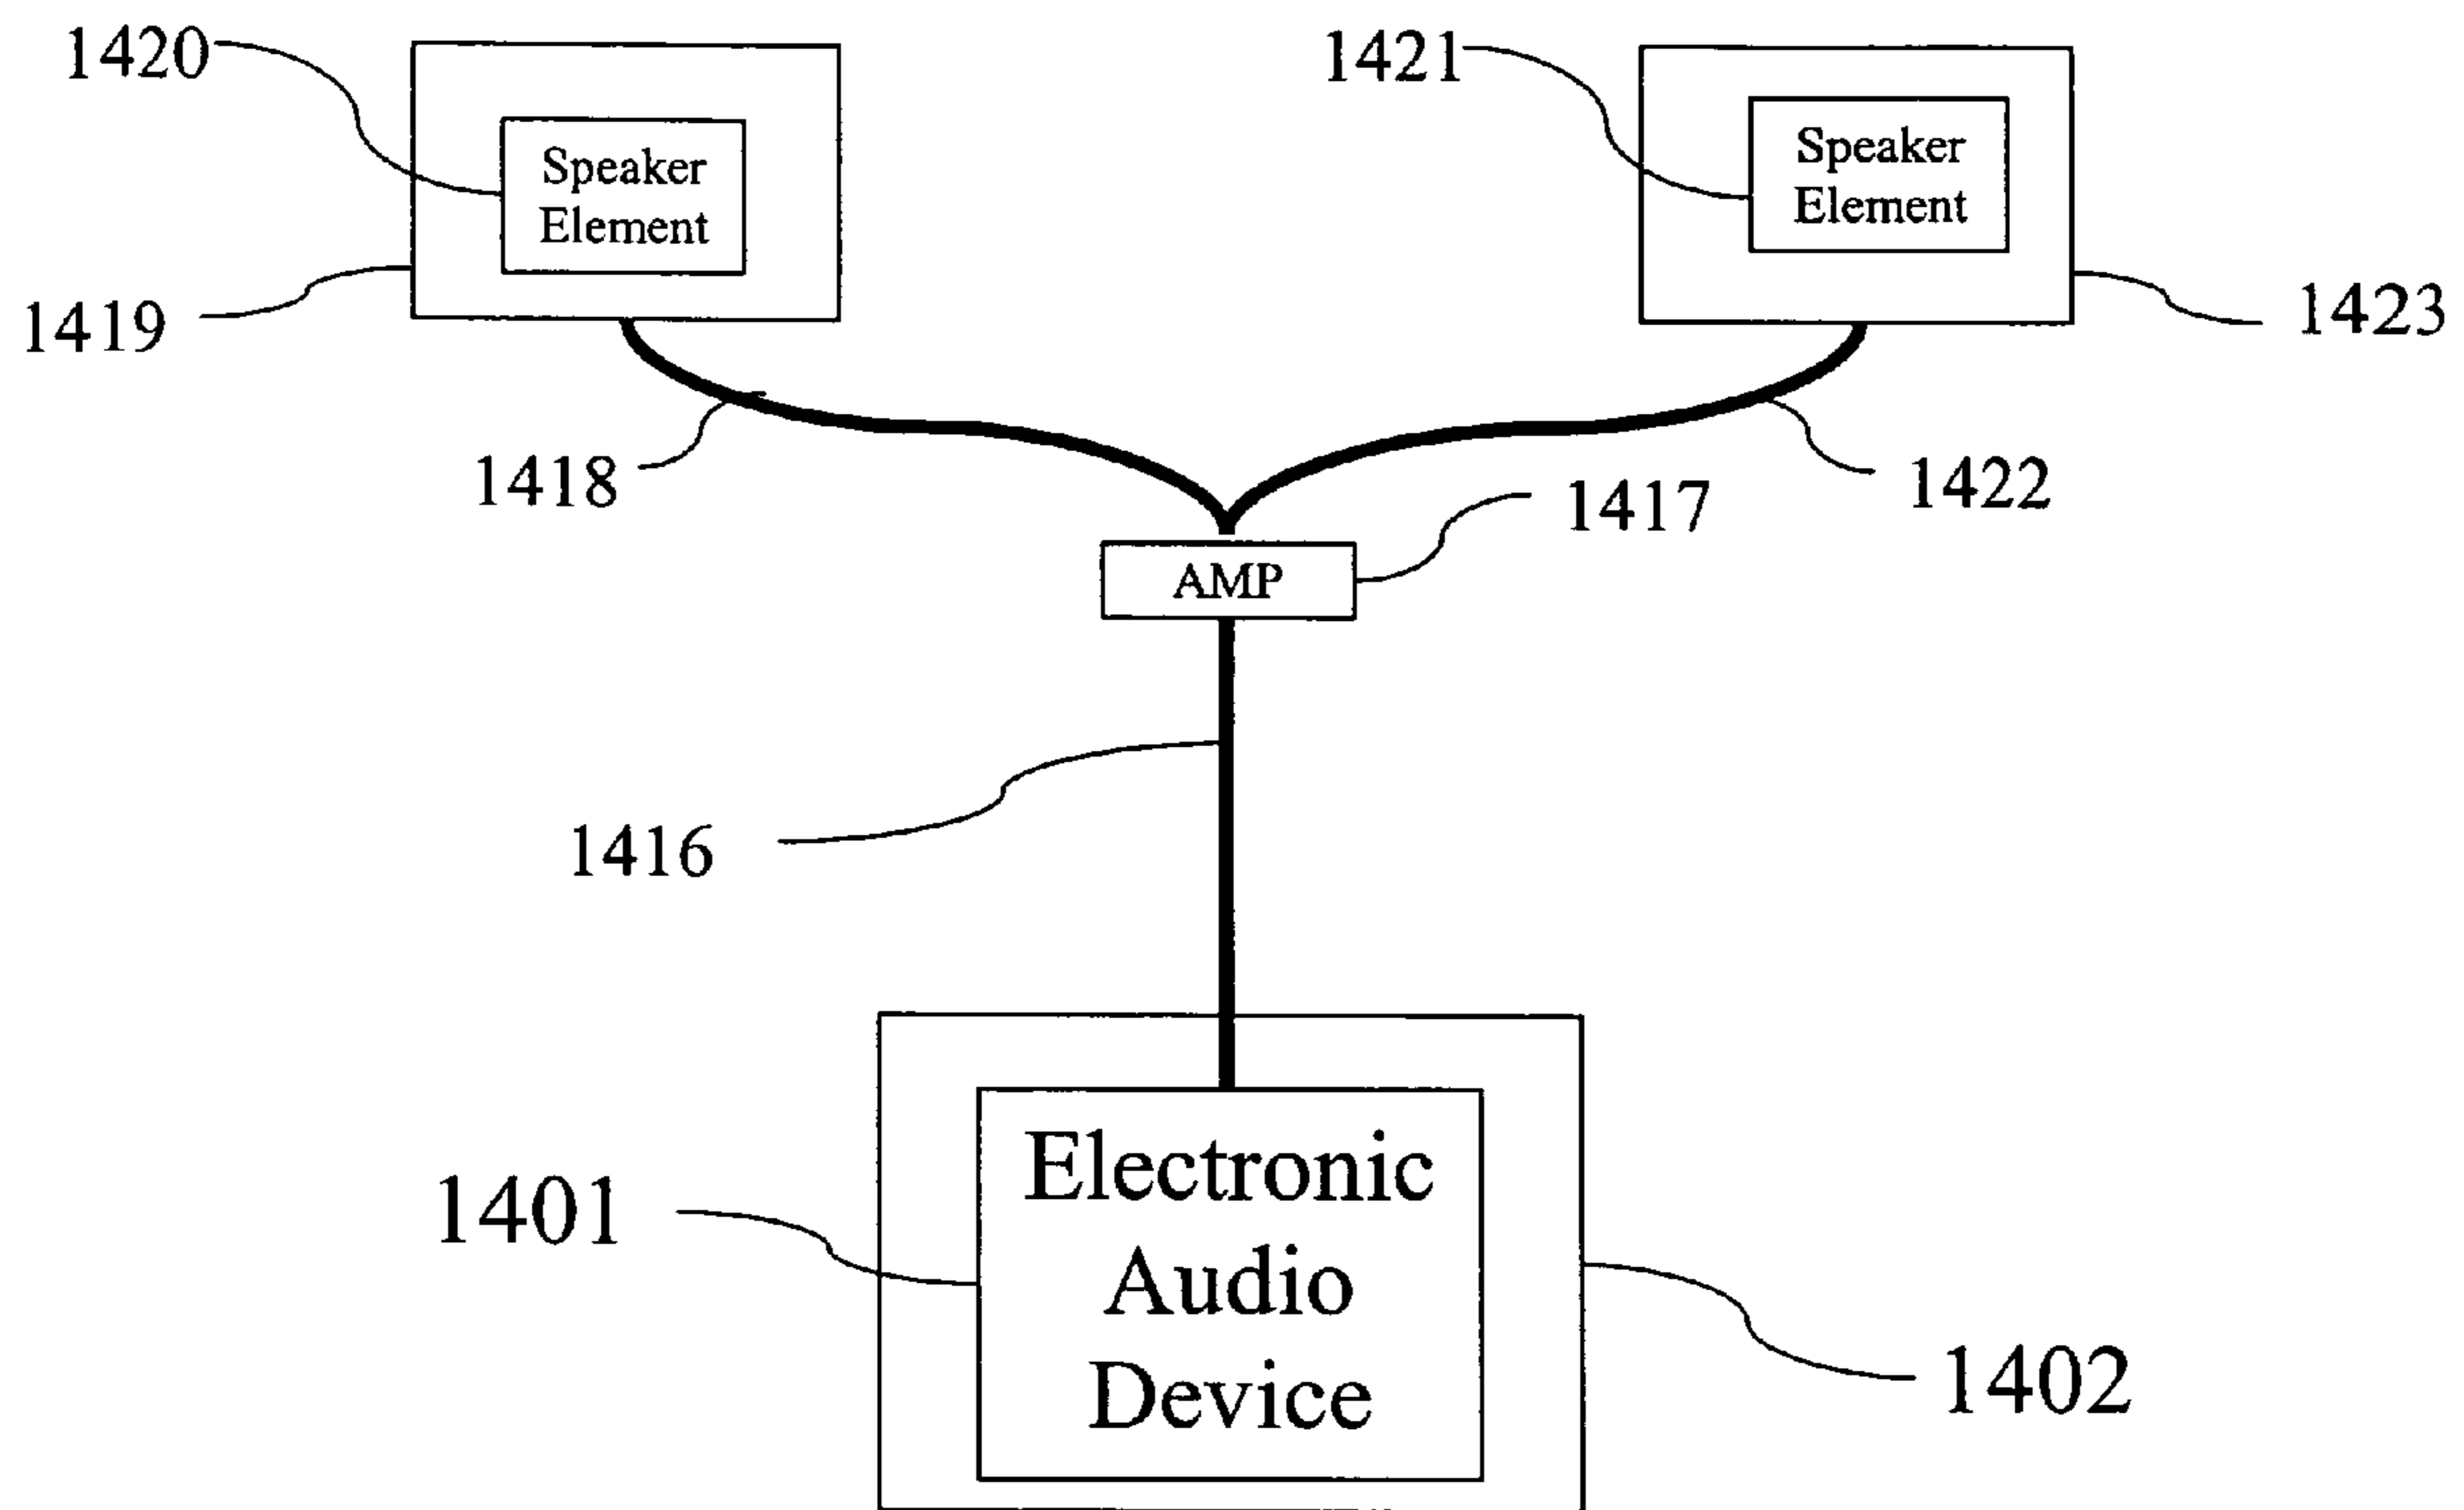 1420
1421
Speaker
Element
Speaker
Element
1419
1423
1418
1422
1417
AMP
1416
1401
Electronic
Audio
Device
1402